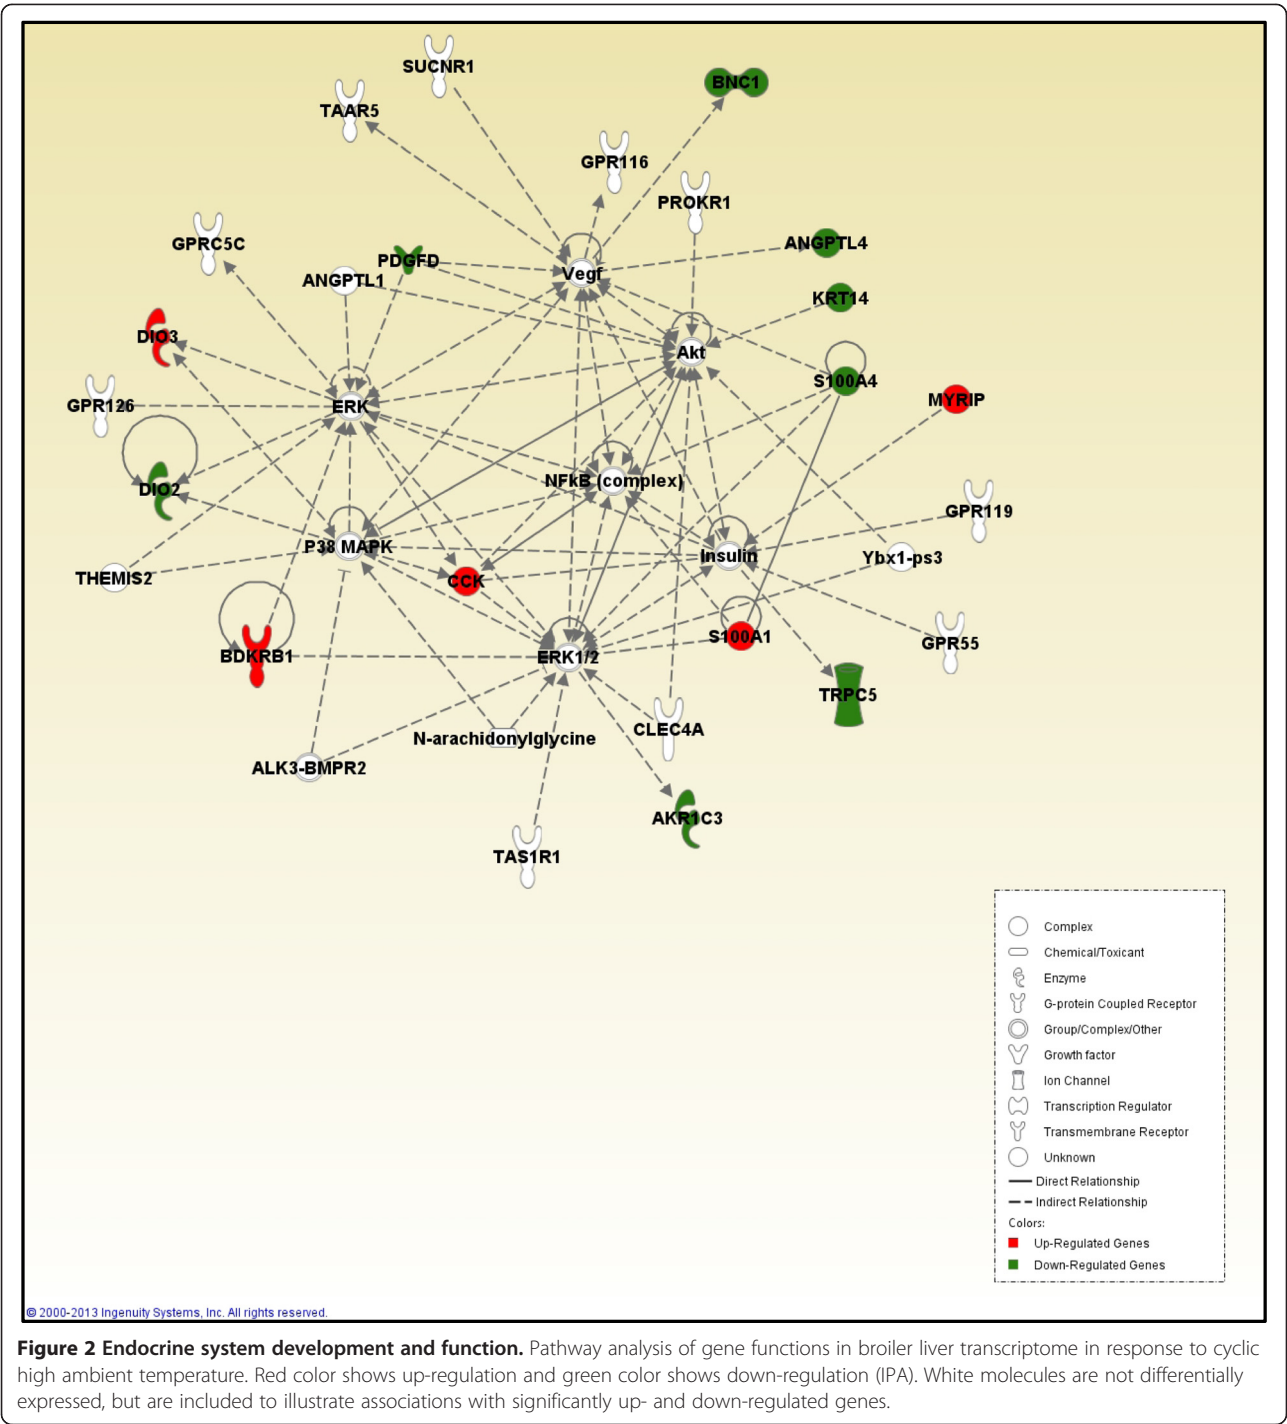 SUCNR1
BNC1
TAAR5
GPR116
PROKR1
GPRC5C
PDGFD
ANGPTL4
Vegf
ANGPTL1
KRT14
DIO3
Akt
S100A4
GPR126
ERK
MYRIP
NFkB (complex)
DIO2
GPR119
P38 MAPK
Insulin
Ybx1-ps3
THEMIS2
CCK
S100A1
BDKRB1
ERK1/2
GPR55
TRPC5
CLEC4A
N-arachidonylglycine
ALK3-BMPR2
AKR1C3
TAS1R1
Complex
Chemical/Toxicant
Enzyme
G-protein Coupled Receptor
Group/Complex/Other
Growth factor
Ion Channel
Transcription Regulator
Transmembrane Receptor
Unknown
Direct Relationship
Indirect Relationship
Colors:
Up-Regulated Genes
Down-Regulated Genes
© 2000-2013 Ingenuity Systems, Inc. All rights reserved.
Figure 2 Endocrine system development and function. Pathway analysis of gene functions in broiler liver transcriptome in response to cyclic
high ambient temperature. Red color shows up-regulation and green color shows down-regulation (IPA). White molecules are not differentially
expressed, but are included to illustrate associations with significantly up- and down-regulated genes.